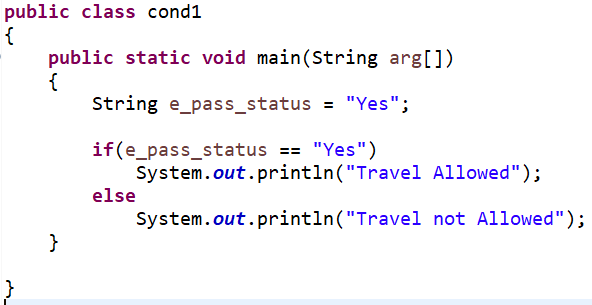 public class cond1
{
    public static void main(String arg[])
    {
        String e_pass_status = "Yes";
        if(e_pass_status == "Yes")
            System.out.println("Travel Allowed");
        else
            System.out.println("Travel not Allowed");
    }
}